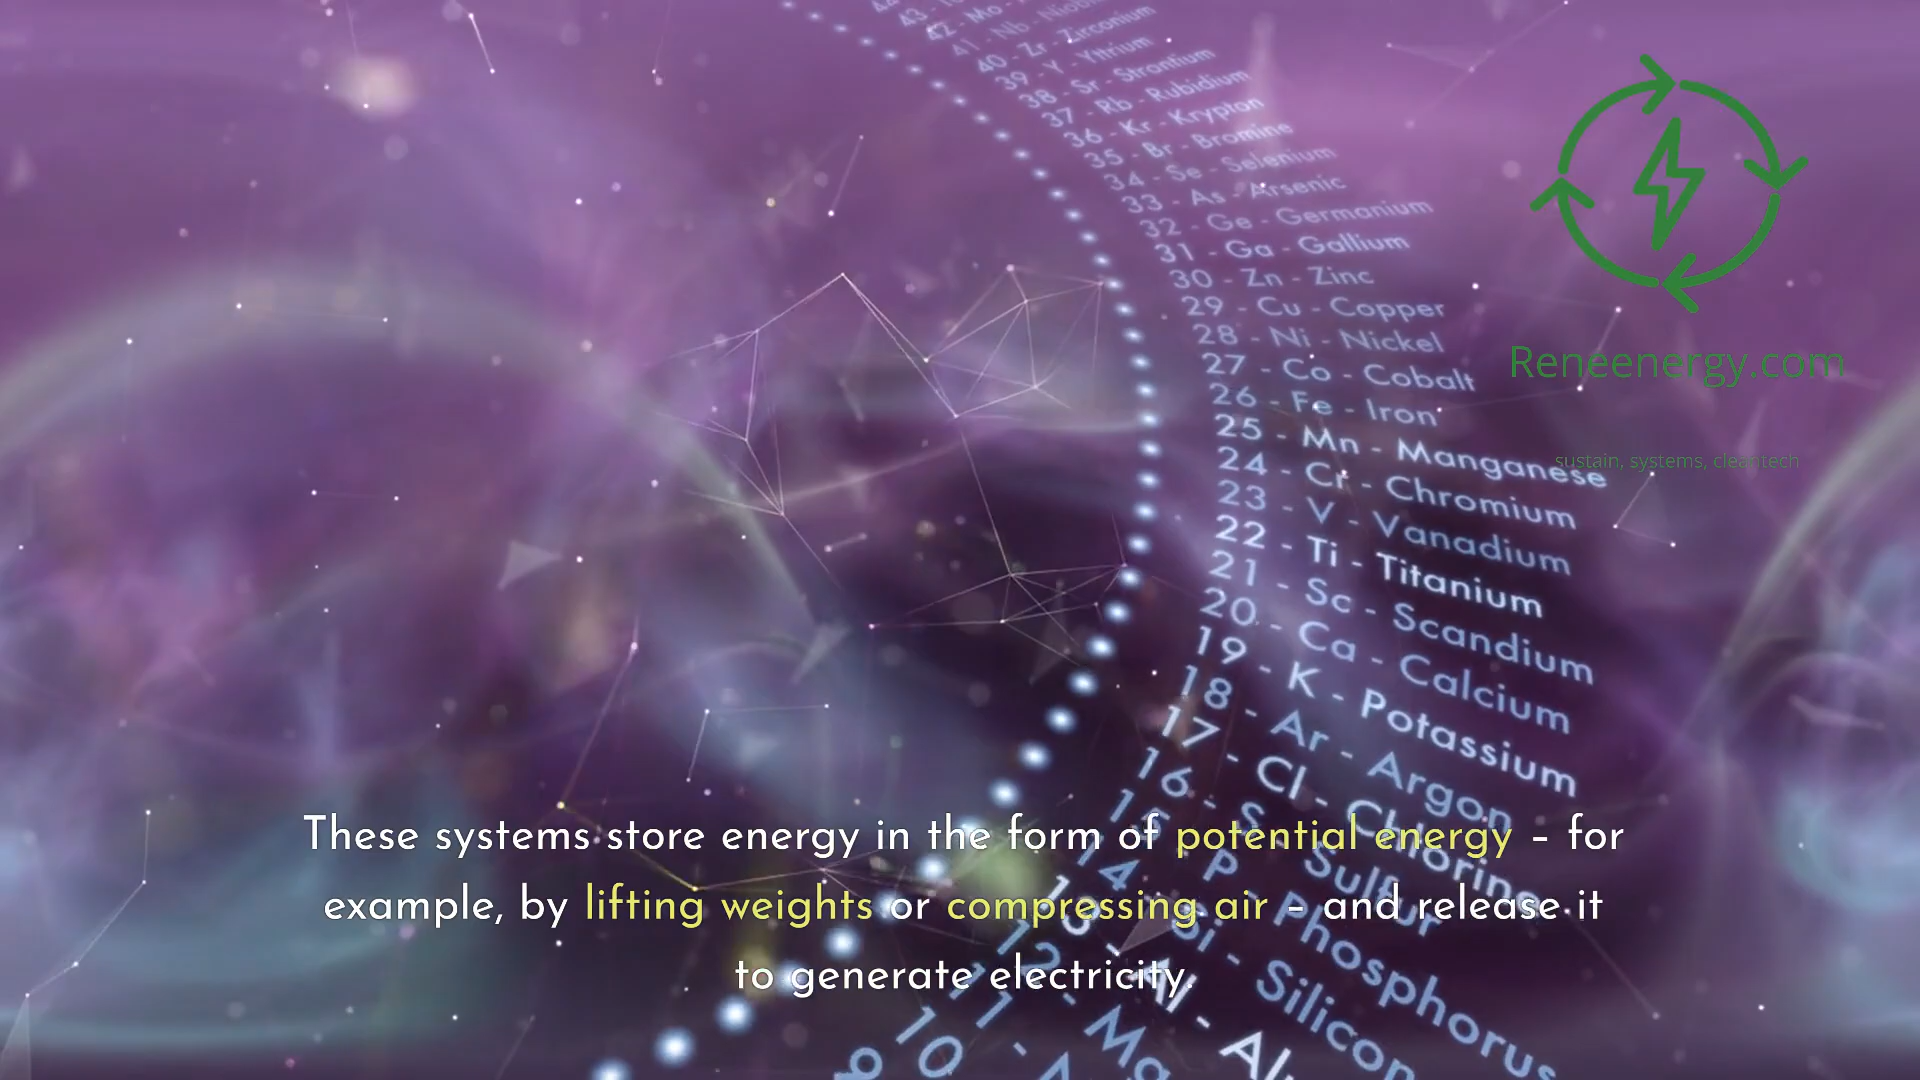 42 - Mo -
41 - Nb - Niobium
40 - Zr - Zirconium
39 - Y - Yttrium
38 - Sr - Strontium
37 - Rb - Rubidium
36 - Kr - Krypton
35 - Br - Bromine
34 - Se - Selenium
33 - As - Arsenic
32 - Ge - Germanium
31 - Ga - Gallium
30 - Zn - Zinc
29 - Cu - Copper
28 - Ni - Nickel
27 - Co - Cobalt
26 - Fe - Iron
25 - Mn - Manganese
24 - Cr - Chromium
23 - V - Vanadium
22 - Ti - Titanium
21 - Sc - Scandium
20 - Ca - Calcium
19 - K - Potassium
18 - Ar - Argon
17 - Cl - Chlorine
16 - S - Sulfur
15 - P - Phosphorus
14 - Si - Silicon
13 - Al -
12 - Mg
11 -
10
9
Reneenergy.com
sustain, systems, cleantech
These systems store energy in the form of potential energy – for
example, by lifting weights or compressing air – and release it
to generate electricity.